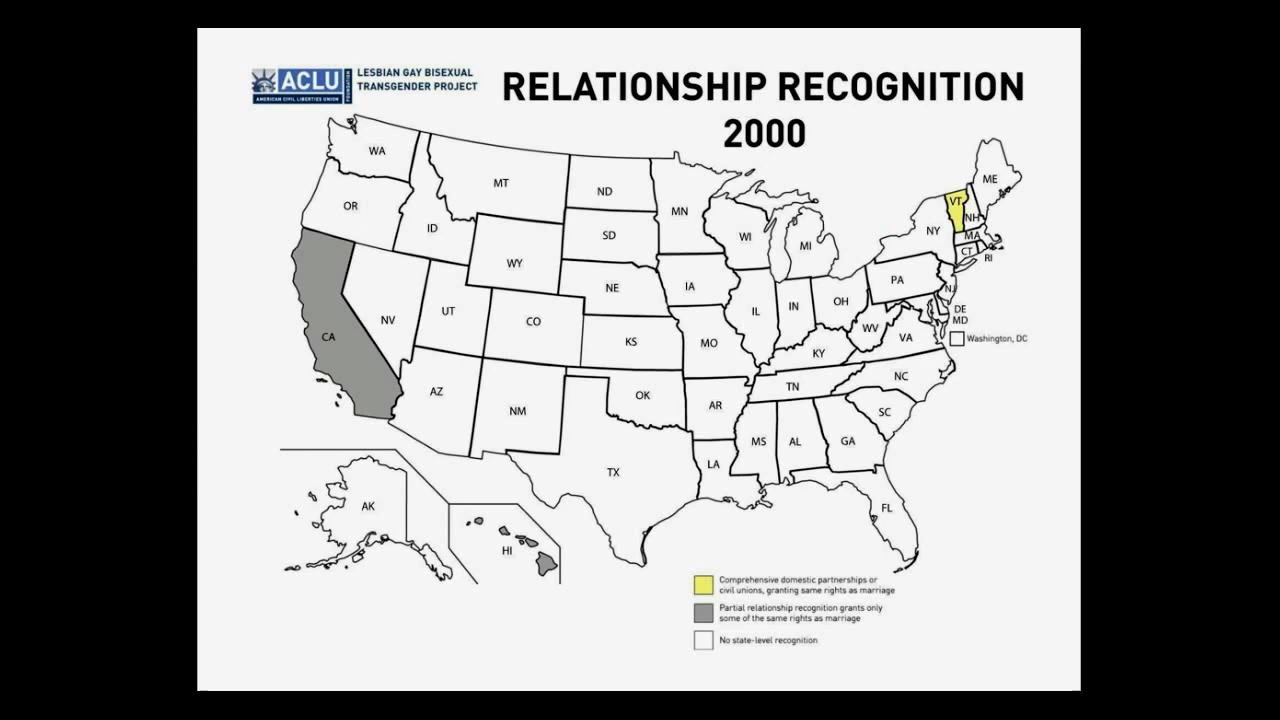 ACLU
AMERICAN CIVIL LIBERTIES UNION
FOUNDATION
LESBIAN GAY BISEXUAL
TRANSGENDER PROJECT
RELATIONSHIP RECOGNITION
2000
WA
MT
ND
MN
ME
OR
ID
SD
WI
MI
NY
VT
NH
MA
CT
RI
WY
NE
IA
PA
NJ
CA
NV
UT
CO
KS
MO
IL
IN
OH
WV
VA
DE
MD
Washington, DC
KY
AZ
NM
OK
AR
TN
NC
SC
TX
LA
MS
AL
GA
FL
AK
HI
Comprehensive domestic partnerships or
civil unions, granting same rights as marriage
Partial relationship recognition grants only
some of the same rights as marriage
No state-level recognition